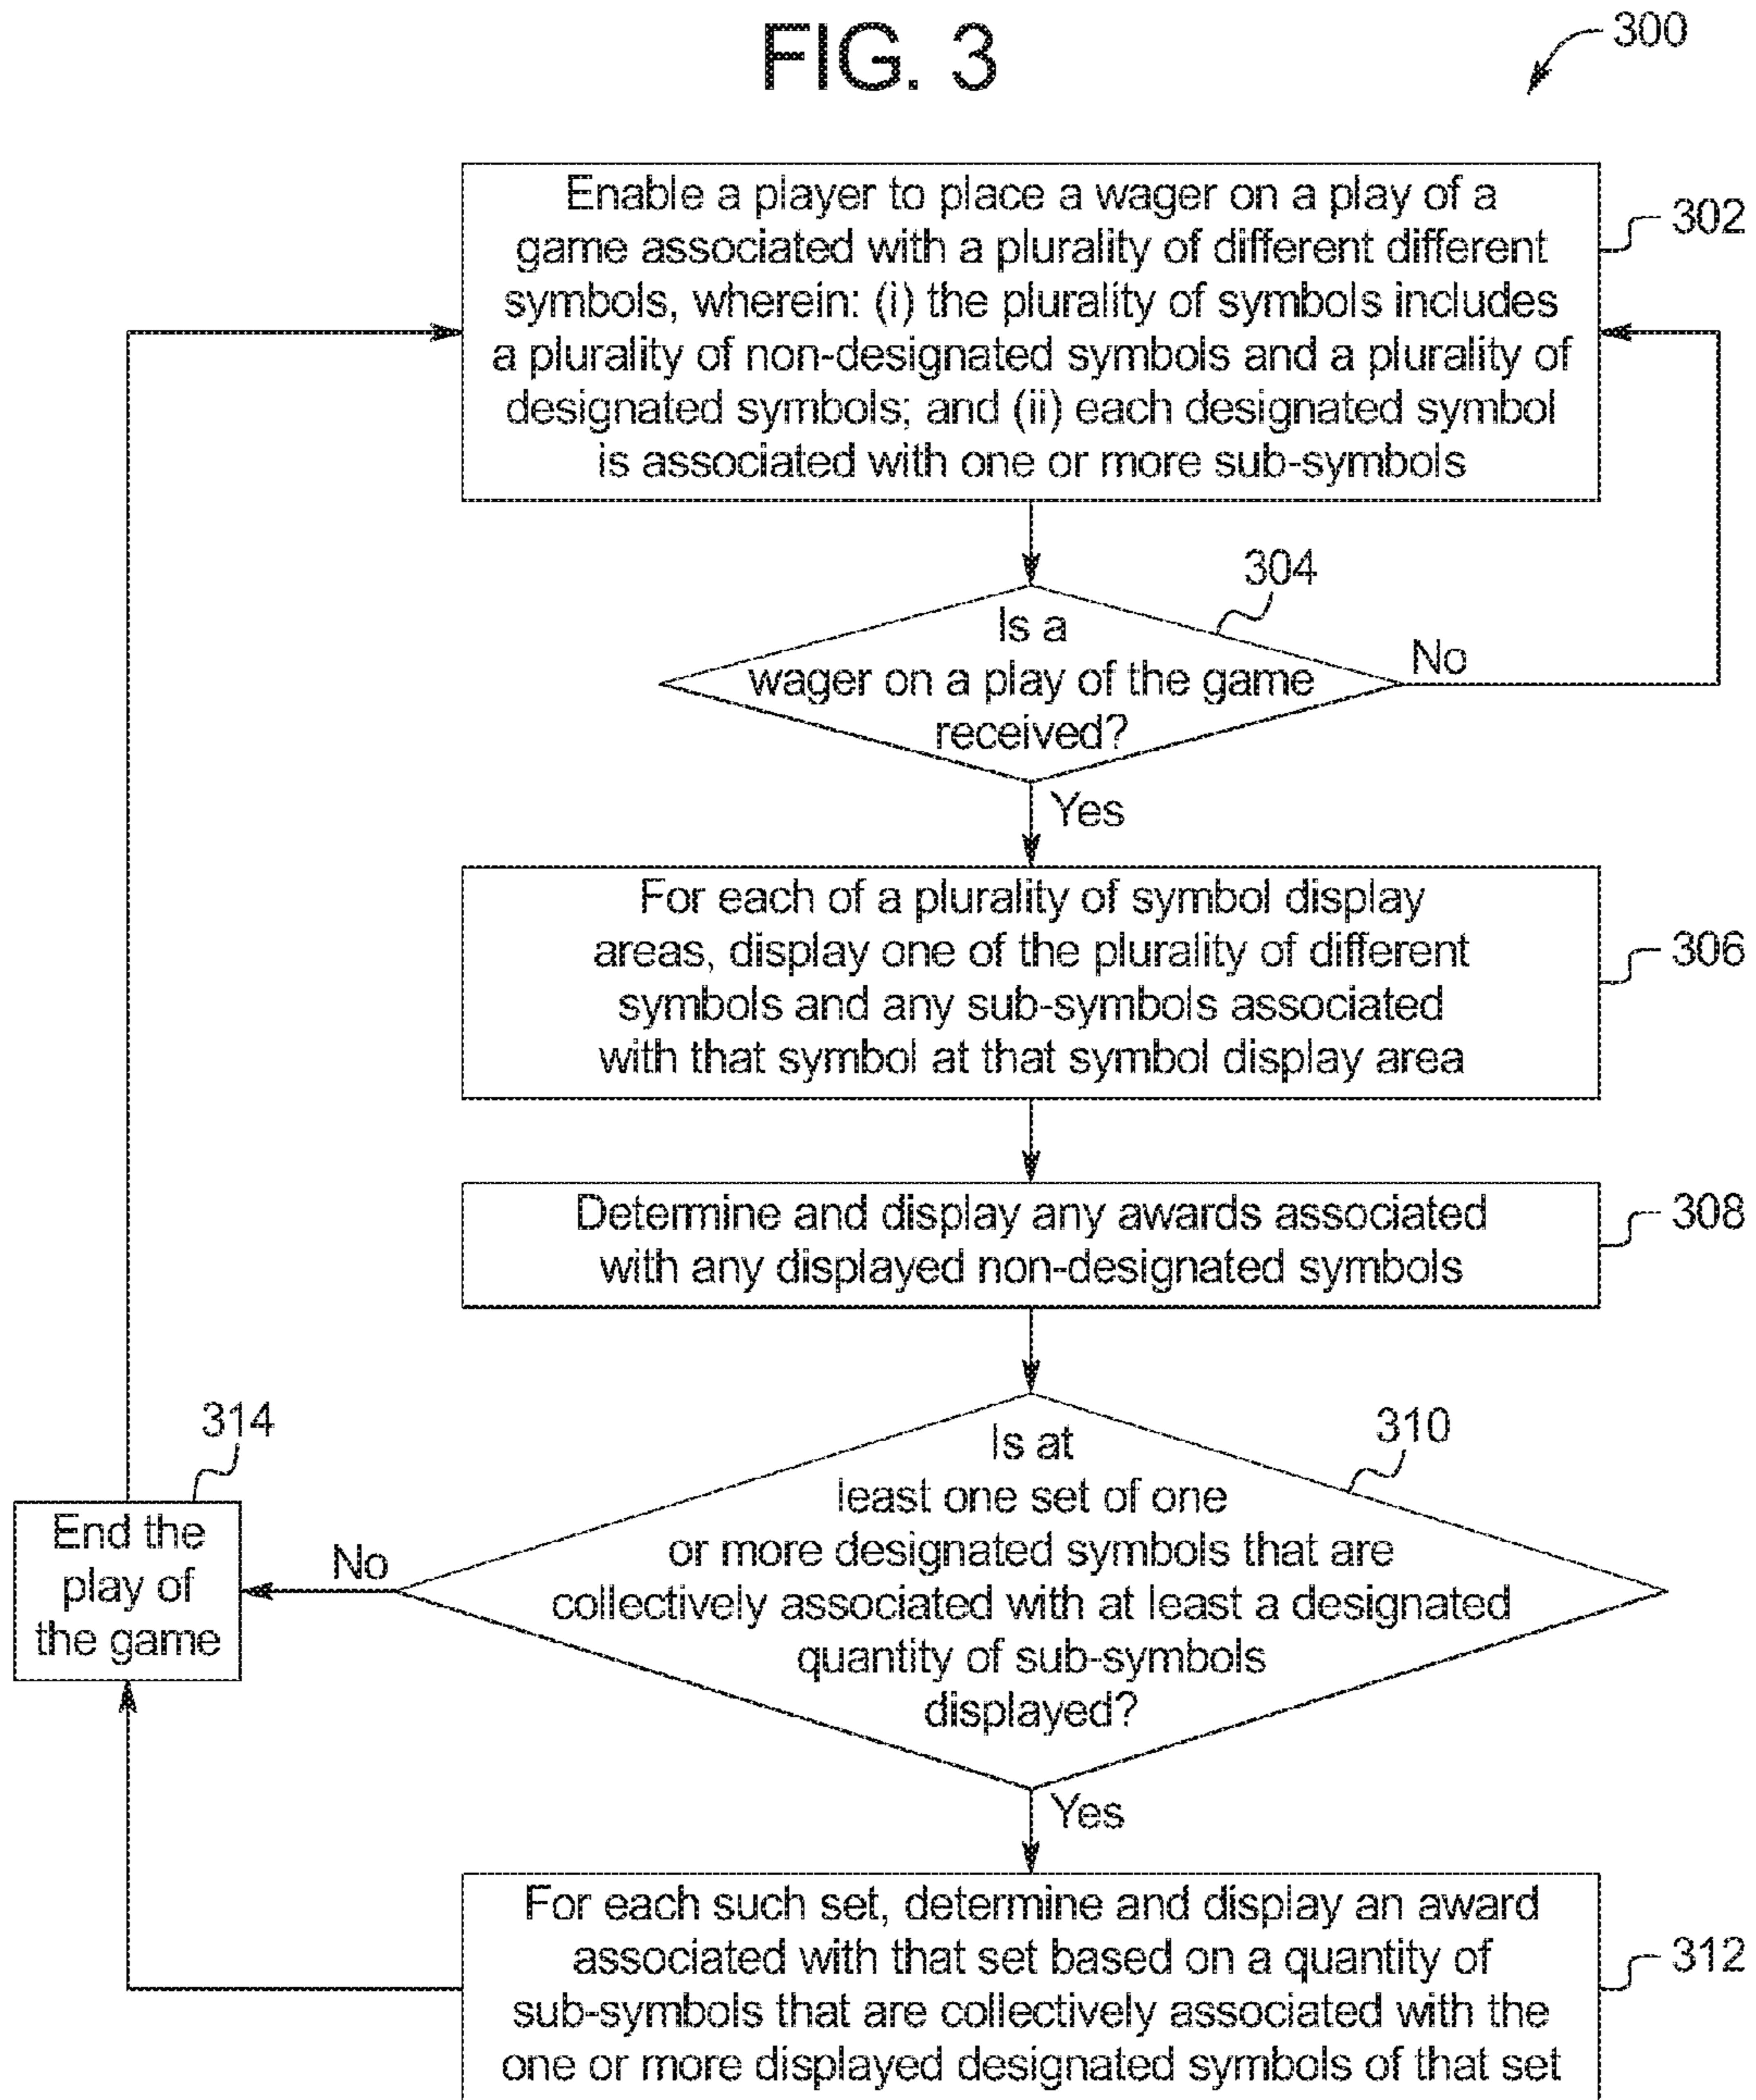 FIG. 3
300
Enable a player to place a wager on a play of a
game associated with a plurality of different different
symbols, wherein: (i) the plurality of symbols includes
a plurality of non-designated symbols and a plurality of
designated symbols; and (ii) each designated symbol
is associated with one or more sub-symbols
302
304
Is a
wager on a play of the game
received?
No
Yes
For each of a plurality of symbol display
areas, display one of the plurality of different
symbols and any sub-symbols associated
with that symbol at that symbol display area
306
Determine and display any awards associated
with any displayed non-designated symbols
308
310
Is at
least one set of one
or more designated symbols that are
collectively associated with at least a designated
quantity of sub-symbols
displayed?
No
314
End the
play of
the game
Yes
For each such set, determine and display an award
associated with that set based on a quantity of
sub-symbols that are collectively associated with the
one or more displayed designated symbols of that set
312